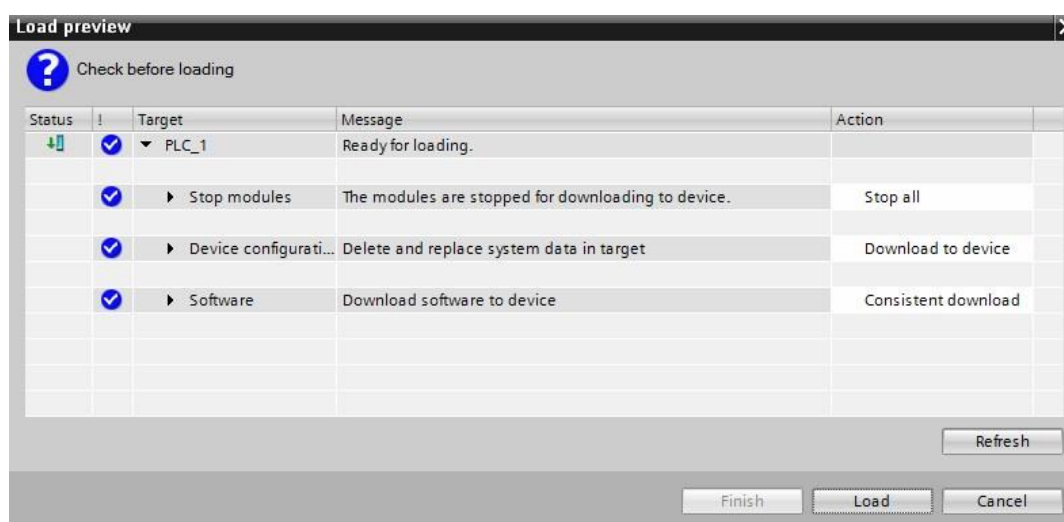 Load preview
Check before loading
Status ! Target Message Action
PLC_1 Ready for loading.
Stop modules The modules are stopped for downloading to device. Stop all
Device configurati... Delete and replace system data in target Download to device
Software Download software to device Consistent download
Refresh
Finish Load Cancel